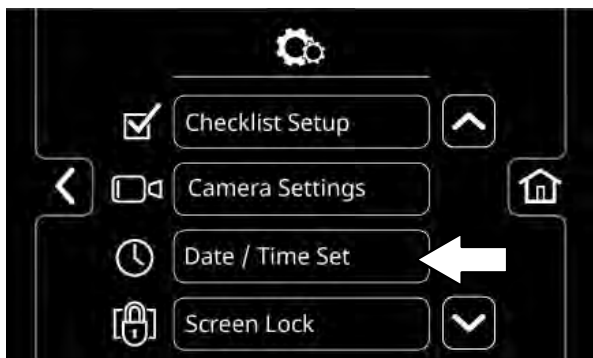 Checklist Setup
Camera Settings
Date / Time Set
Screen Lock